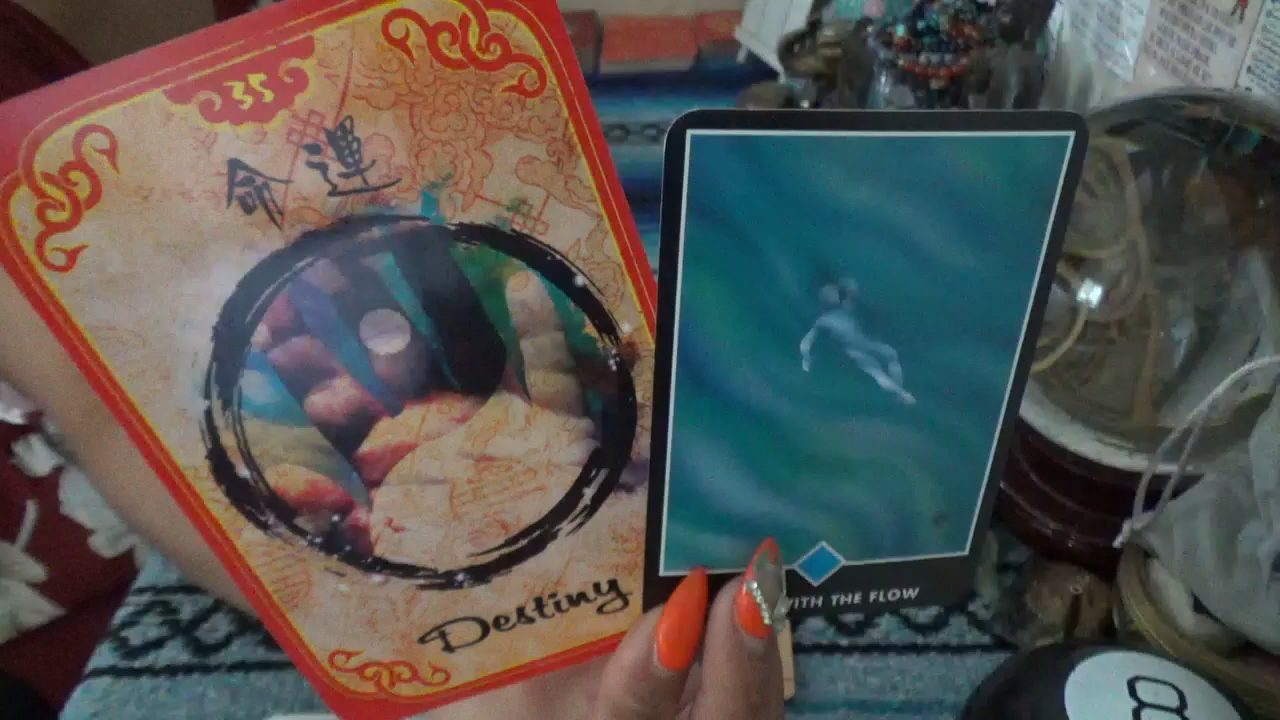 35
命運
Destiny
WITH THE FLOW
8